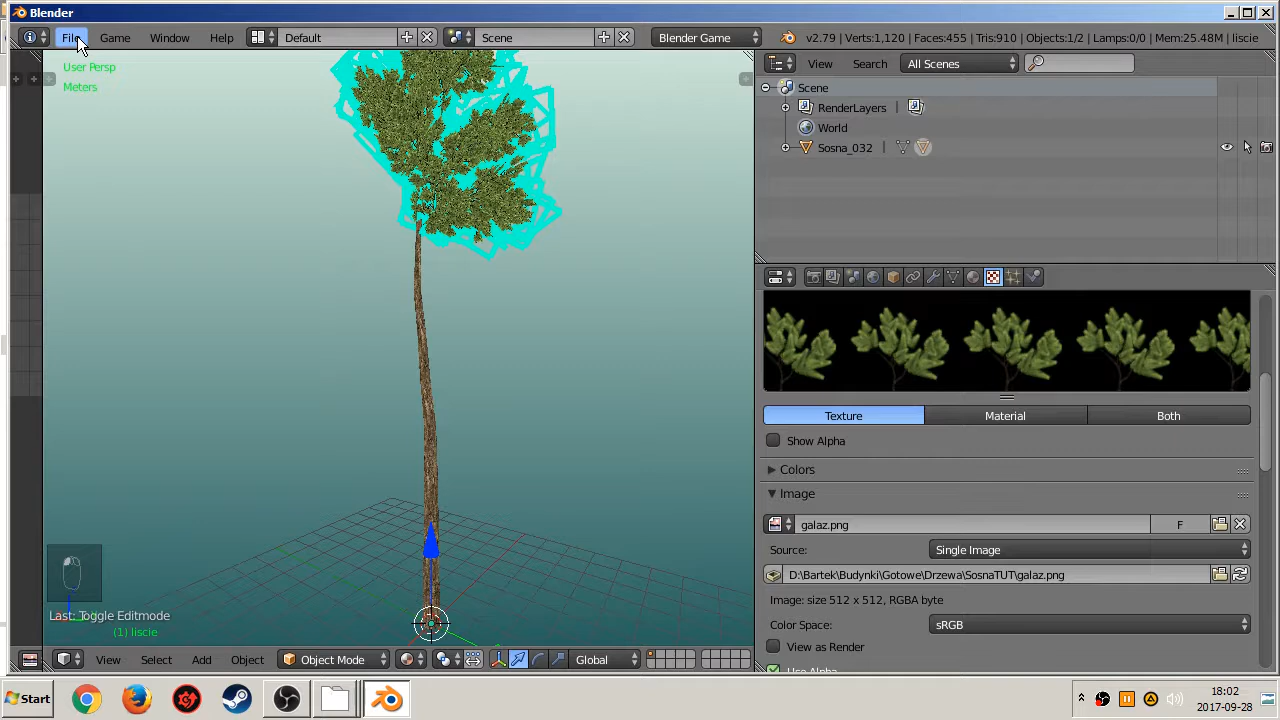 Blender
File Game Window Help Default Scene Blender Game v2.79 | Verts:1,120 | Faces:455 | Tris:910 | Objects:1/2 | Lamps:0/0 | Mem:25.48M | liscie
User Persp
Meters
View Search All Scenes
Scene
RenderLayers |
World
Sosna_032 |
Texture Material Both
Show Alpha
Colors
Image
galaz.png F
Source: Single Image
D:\Bartek\Budynki\Gotowe\Drzewa\SosnaTUT\galaz.png
Image: size 512 x 512, RGBA byte
Color Space: sRGB
View as Render
Use Alpha
Last: Toggle Editmode
(1) liscie
View Select Add Object Object Mode Global
Start
18:02
2017-09-28